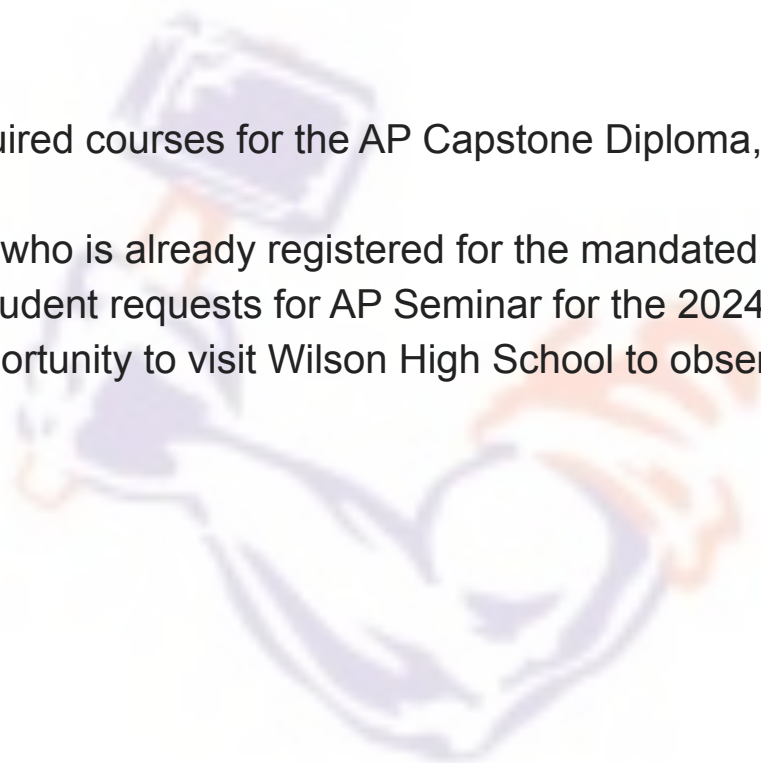 uired courses for the AP Capstone Diploma,
who is already registered for the mandated
udent requests for AP Seminar for the 2024
ortunity to visit Wilson High School to obser